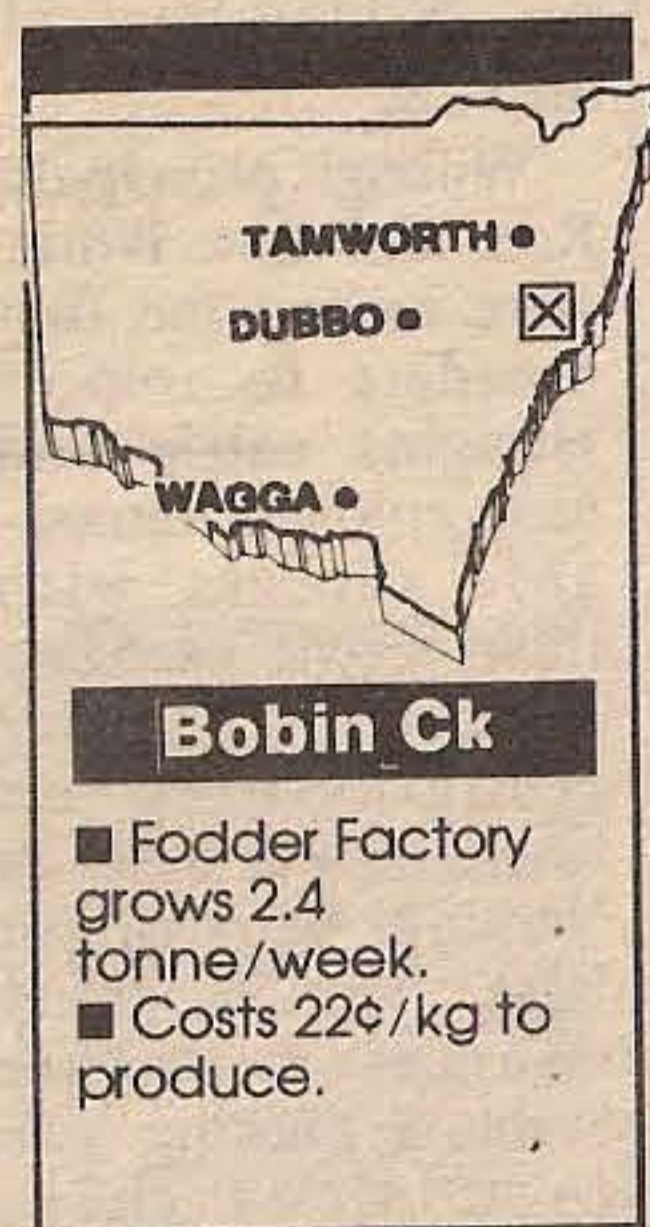 TAMWORTH
DUBBO
WAGGA
Bobin Ck
■ Fodder Factory
grows 2.4
tonne/week.
■ Costs 22¢/kg to
produce.